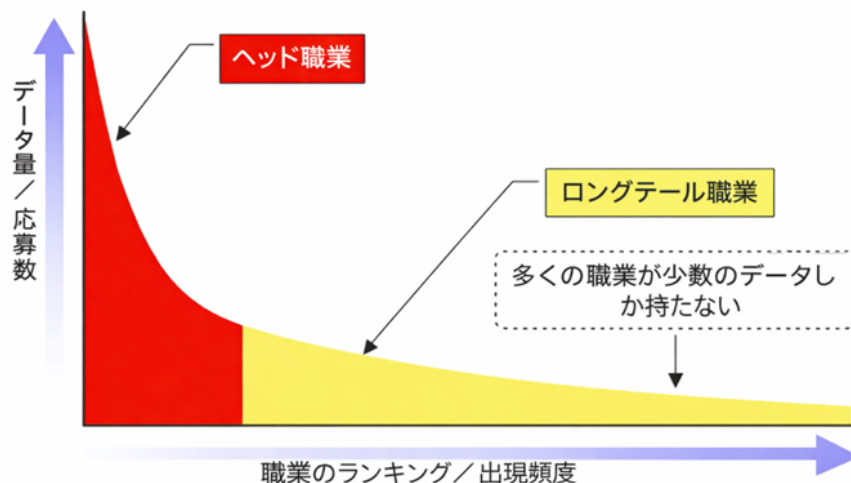 データ量／応募数
ヘッド職業
ロングテール職業
多くの職業が少数のデータし
か持たない
職業のランキング／出現頻度